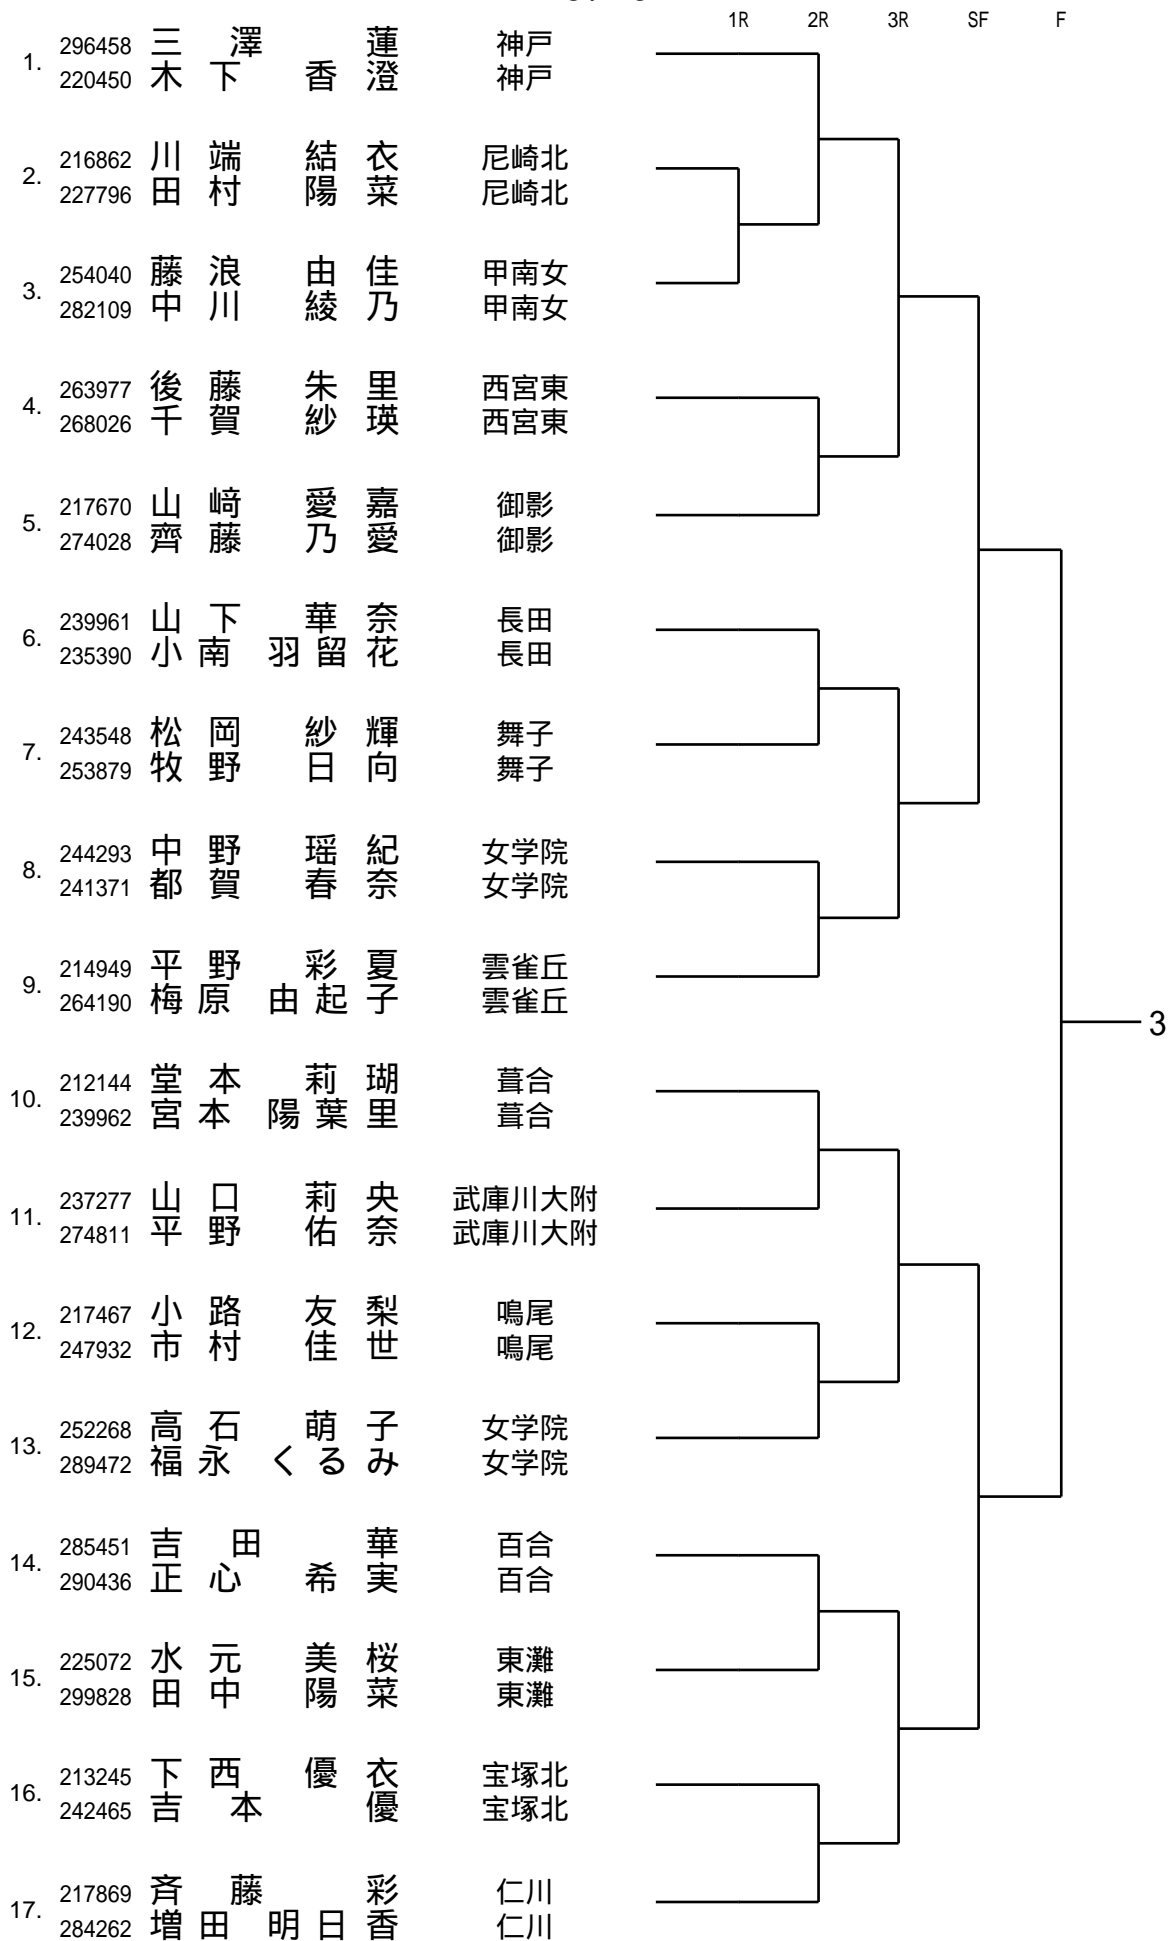 1R 2R 3R SF F
1. 296458 三澤 蓮 神戸
220450 木下 香澄 神戸
2. 216862 川端 結衣 尼崎北
227796 田村 陽菜 尼崎北
3. 254040 藤浪 由佳 甲南女
282109 中川 綾乃 甲南女
4. 263977 後藤 朱里 西宮東
268026 千賀 紗瑛 西宮東
5. 217670 山﨑 愛嘉 御影
274028 齊藤 乃愛 御影
6. 239961 山下 華奈 長田
235390 小南 羽留花 長田
7. 243548 松岡 紗輝 舞子
253879 牧野 日向 舞子
8. 244293 中野 瑶紀 女学院
241371 都賀 春奈 女学院
9. 214949 平野 彩夏 雲雀丘
264190 梅原 由起子 雲雀丘
3
10. 212144 堂本 莉瑚 葺合
239962 宮本 陽葉里 葺合
11. 237277 山口 莉央 武庫川大附
274811 平野 佑奈 武庫川大附
12. 217467 小路 友梨 鳴尾
247932 市村 佳世 鳴尾
13. 252268 高石 萌子 女学院
289472 福永 くるみ 女学院
14. 285451 吉田 華 百合
290436 正心 希実 百合
15. 225072 水元 美桜 東灘
299828 田中 陽菜 東灘
16. 213245 下西 優衣 宝塚北
242465 吉本 優 宝塚北
17. 217869 斉藤 彩 仁川
284262 増田 明日香 仁川